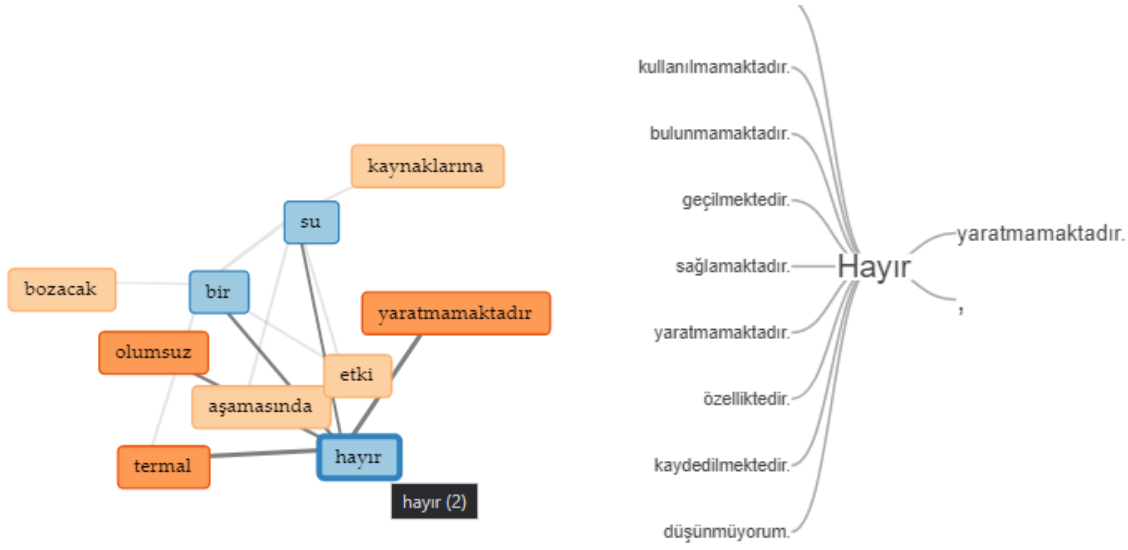 kaynaklarına
su
bozacak
bir
yaratmamaktadır
olumsuz
etki
aşamasında
termal
hayır
hayır (2)
kullanılmamaktadır.
bulunmamaktadır.
geçilmektedir.
sağlamaktadır.
yaratmamaktadır.
özelliktedir.
kaydedilmektedir.
düşünmüyorum.
Hayır
yaratmamaktadır.
,